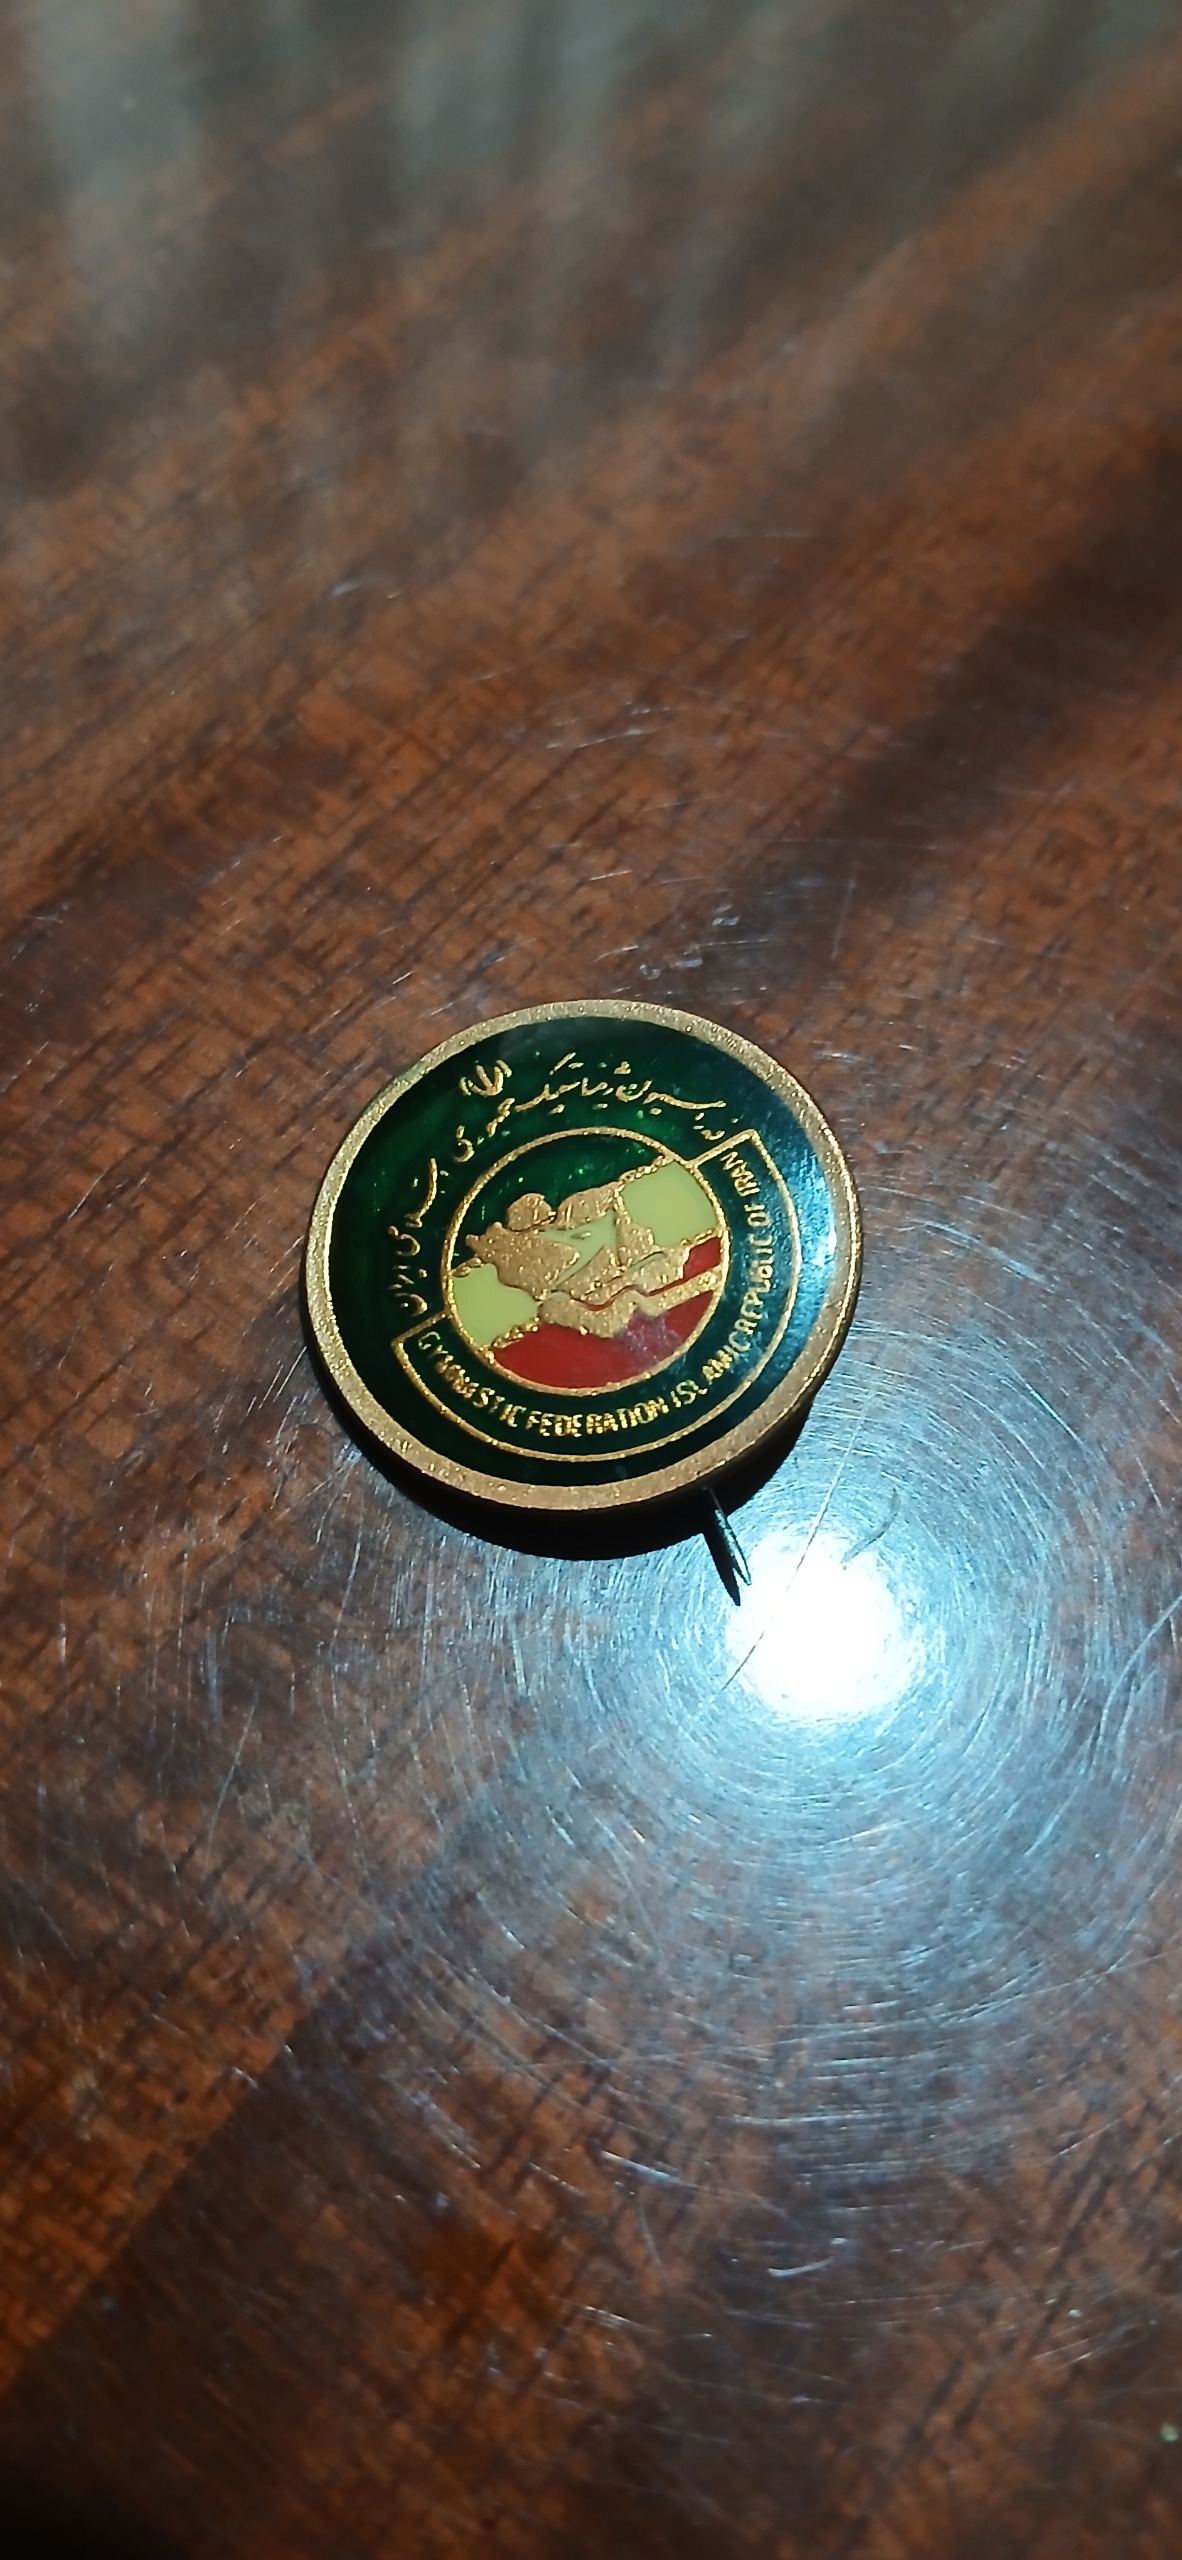 فدراسیون ژیمناستیک جمهوری اسلامی ایران
GYMNASTIC FEDERATION ISLAMIC REPUBLIC OF IRAN